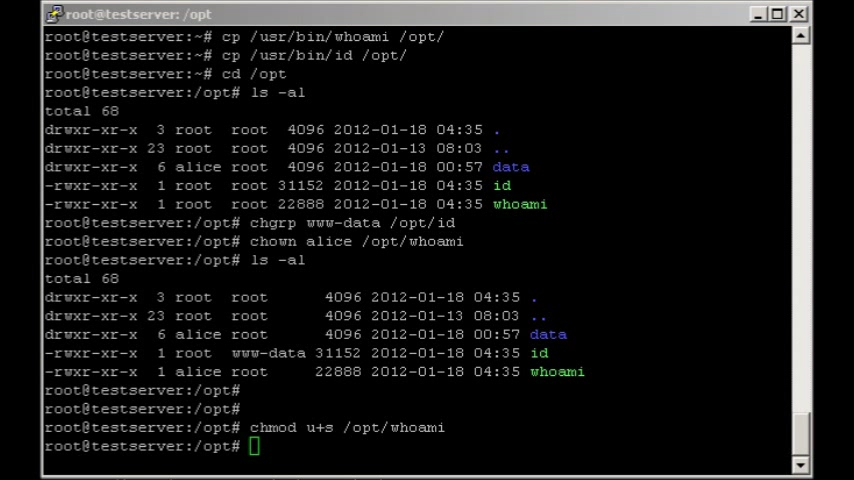 root@testserver: /opt
root@testserver:~# cp /usr/bin/whoami /opt/
root@testserver:~# cp /usr/bin/id /opt/
root@testserver:~# cd /opt
root@testserver:/opt# ls -al
total 68
drwxr-xr-x  3 root  root  4096 2012-01-18 04:35 .
drwxr-xr-x 23 root  root  4096 2012-01-13 08:03 ..
drwxr-xr-x  6 alice root  4096 2012-01-18 00:57 data
-rwxr-xr-x  1 root  root 31152 2012-01-18 04:35 id
-rwxr-xr-x  1 root  root 22888 2012-01-18 04:35 whoami
root@testserver:/opt# chgrp www-data /opt/id
root@testserver:/opt# chown alice /opt/whoami
root@testserver:/opt# ls -al
total 68
drwxr-xr-x  3 root  root      4096 2012-01-18 04:35 .
drwxr-xr-x 23 root  root      4096 2012-01-13 08:03 ..
drwxr-xr-x  6 alice root      4096 2012-01-18 00:57 data
-rwxr-xr-x  1 root  www-data 31152 2012-01-18 04:35 id
-rwxr-xr-x  1 alice root     22888 2012-01-18 04:35 whoami
root@testserver:/opt#
root@testserver:/opt#
root@testserver:/opt# chmod u+s /opt/whoami
root@testserver:/opt#